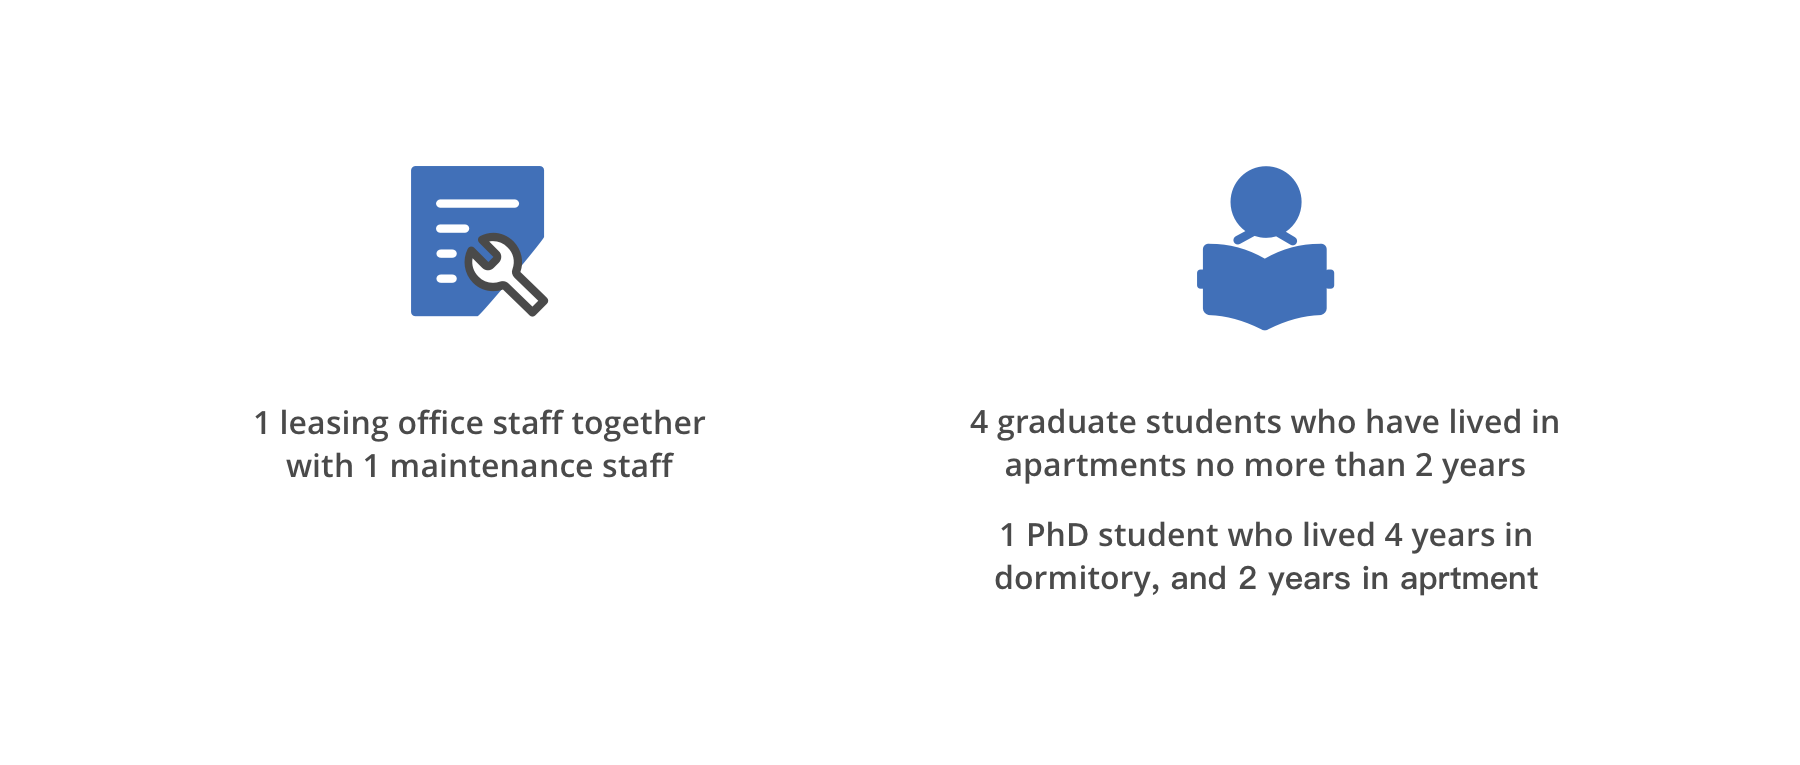 1 leasing office staff together
with 1 maintenance staff
4 graduate students who have lived in
apartments no more than 2 years
1 PhD student who lived 4 years in
dormitory, and 2 years in aprtment